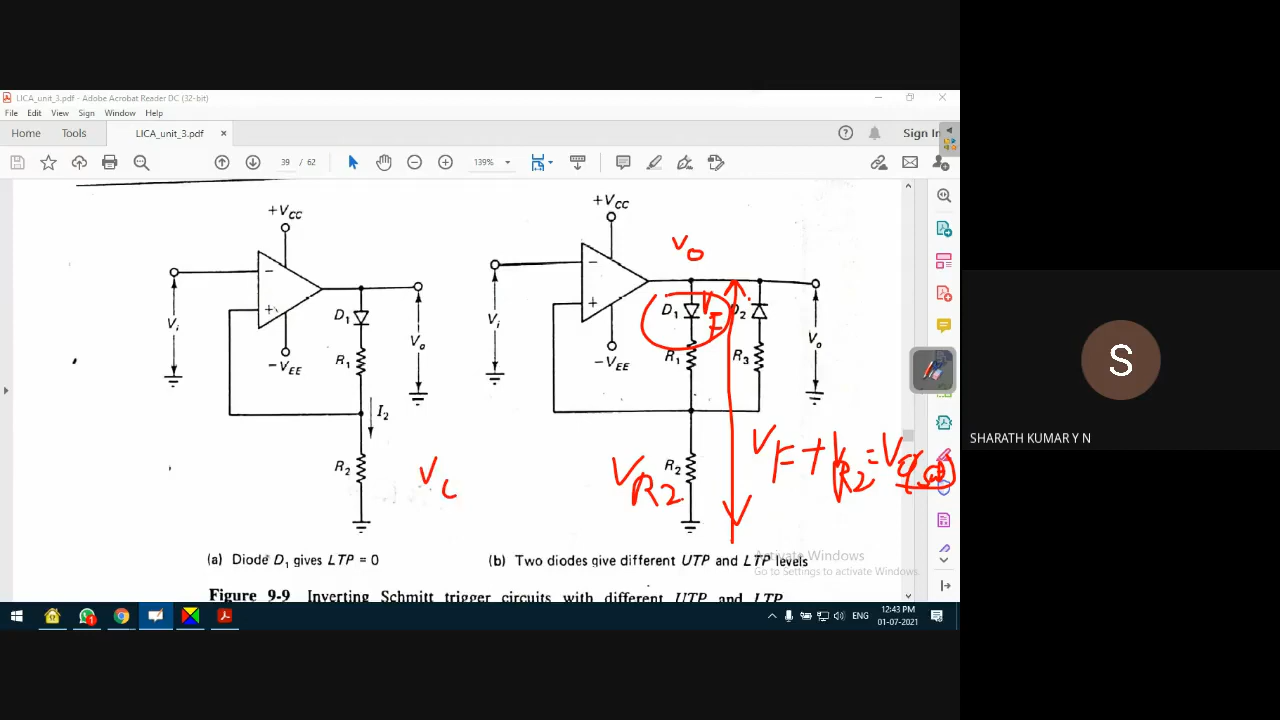 LICA_unit_3.pdf - Adobe Acrobat Reader DC (32-bit)
File Edit View Sign Window Help
Home Tools LICA_unit_3.pdf × Sign In
39 / 62 139%
+VCC
+VCC
Vo
−
+
Vi
D1
R1
−VEE
Vo
I2
R2
−
+
Vi
D1
VF
D2
R1
R3
−VEE
Vo
R2
VR2
VF + VR2 = Vo(sat)
(a) Diode D1 gives LTP = 0
(b) Two diodes give different UTP and LTP levels
Figure 9-9 Inverting Schmitt trigger circuits with different UTP and LTP
Activate Windows
Go to Settings to activate Windows.
S
SHARATH KUMAR Y N
1
ENG
12:43 PM
01-07-2021